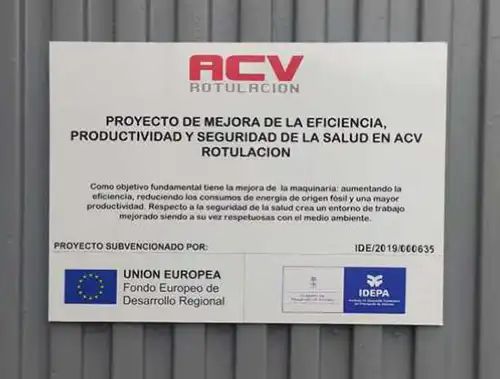 ACV
ROTULACION
PROYECTO DE MEJORA DE LA EFICIENCIA,
PRODUCTIVIDAD Y SEGURIDAD DE LA SALUD EN ACV
ROTULACION
Como objetivo fundamental tiene la mejora de la maquinaria: aumentando la
eficiencia, reduciendo los consumos de energia de origen fósil y una mayor
productividad. Respecto a la seguridad de la salud crea un entorno de trabajo
mejorado siendo a su vez respetuosas con el medio ambiente.
PROYECTO SUBVENCIONADO POR:
IDE/2019/000635
UNION EUROPEA
Fondo Europeo de
Desarrollo Regional
IDEPA